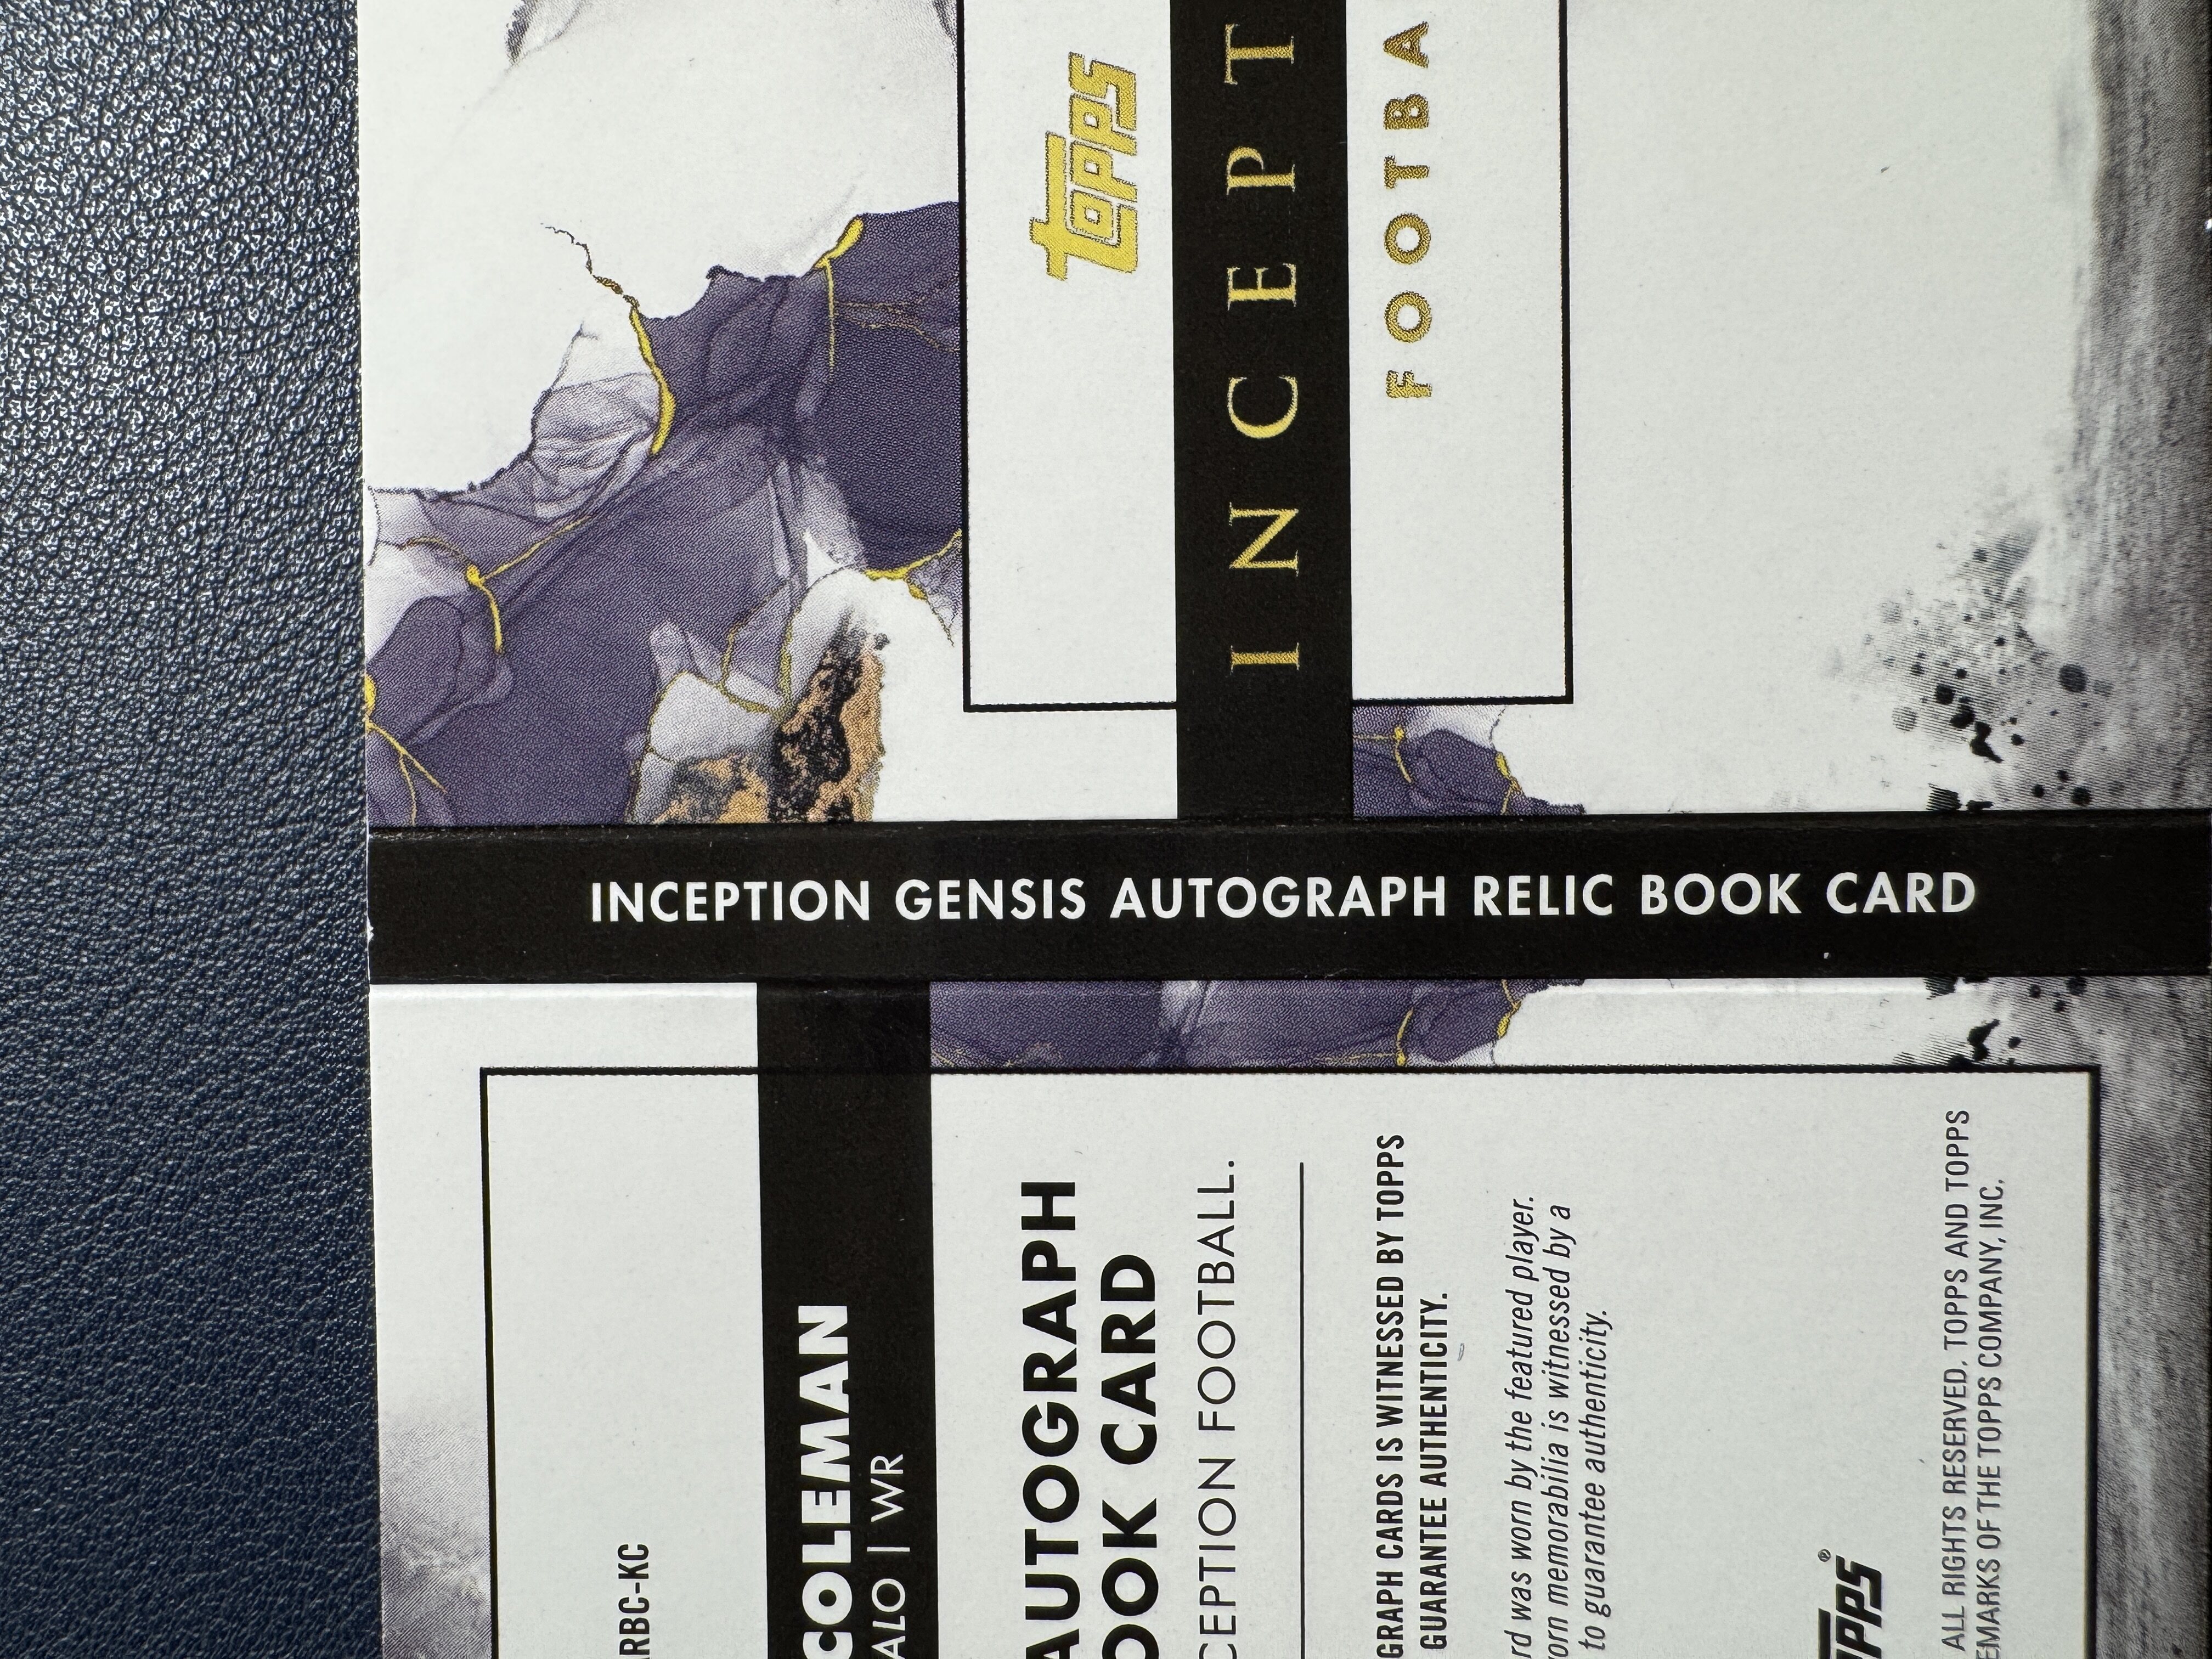 topps
INCEPT
FOOTBA
INCEPTION GENSIS AUTOGRAPH RELIC BOOK CARD
ARBC-KC
COLEMAN
ALO | WR
AUTOGRAPH
OOK CARD
CEPTION FOOTBALL.
GRAPH CARDS IS WITNESSED BY TOPPS
GUARANTEE AUTHENTICITY.
rd was worn by the featured player.
orn memorabilia is witnessed by a
to guarantee authenticity.
topps®
ALL RIGHTS RESERVED. TOPPS AND TOPPS
EMARKS OF THE TOPPS COMPANY, INC.